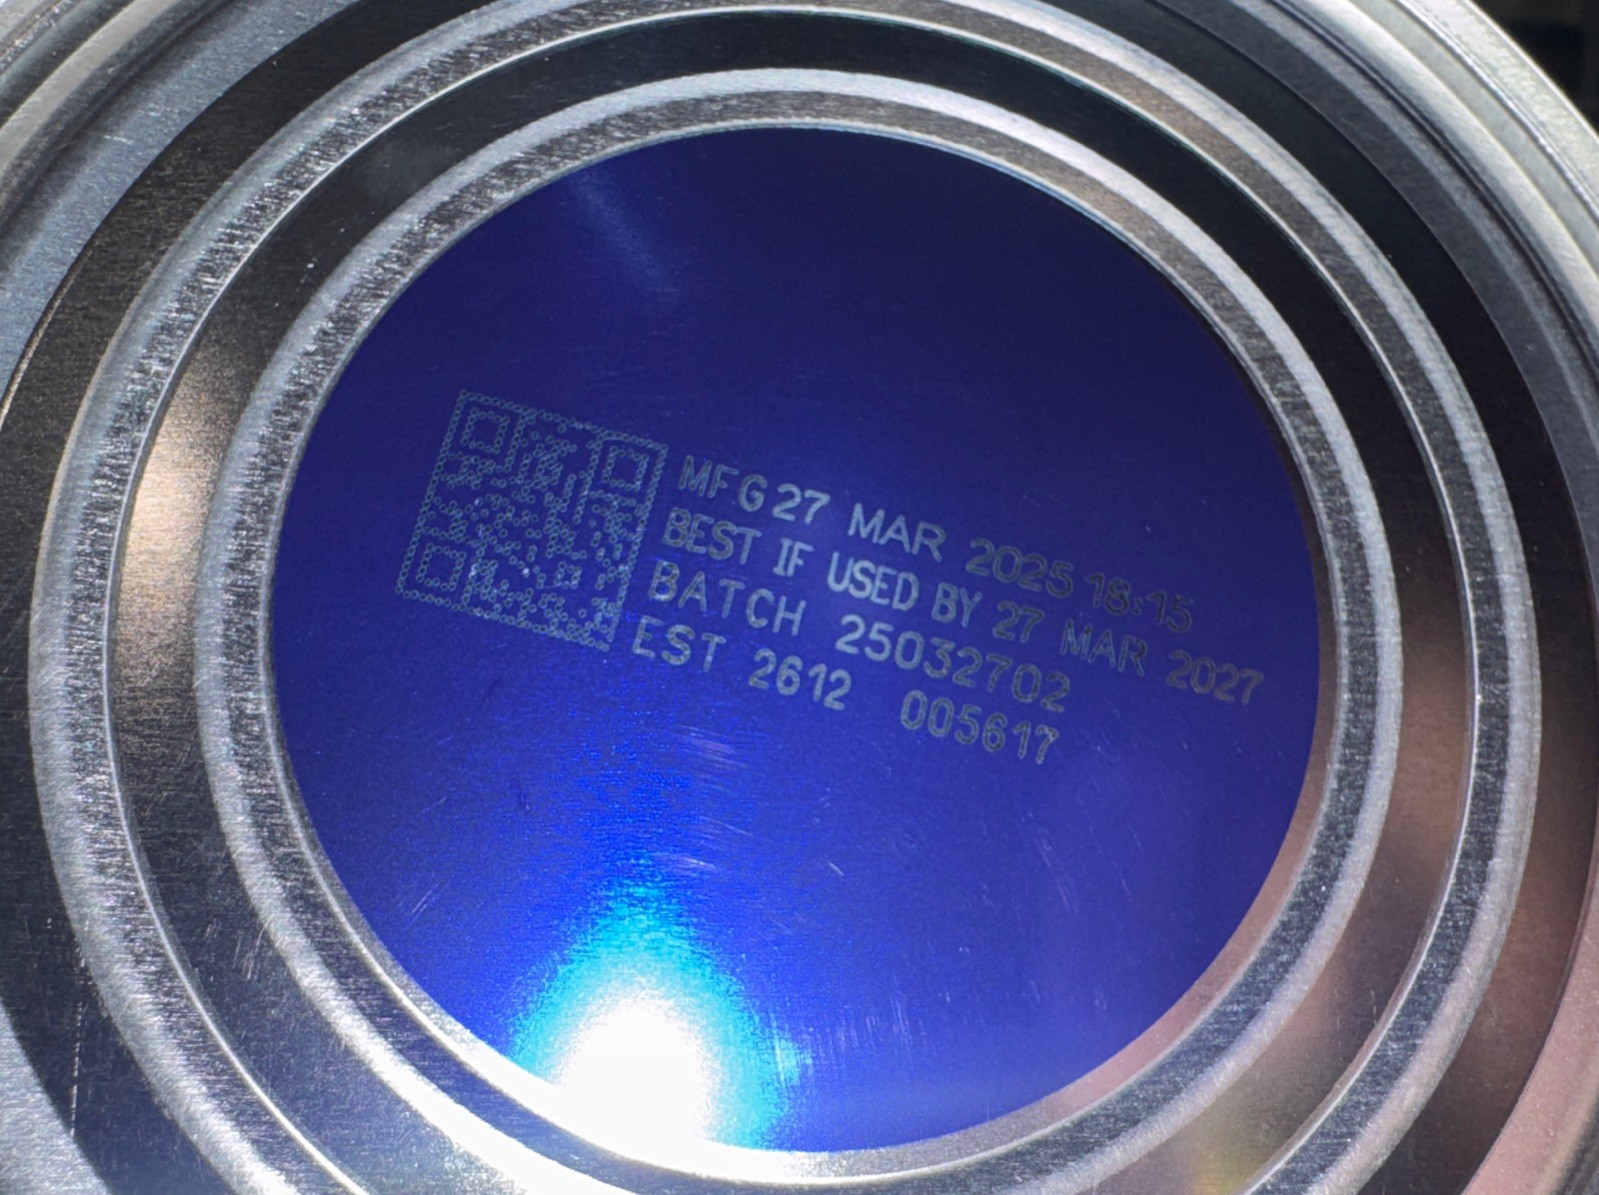 MFG 27 MAR 2025 18:15
BEST IF USED BY 27 MAR 2027
BATCH 25032702
EST 2612 005617